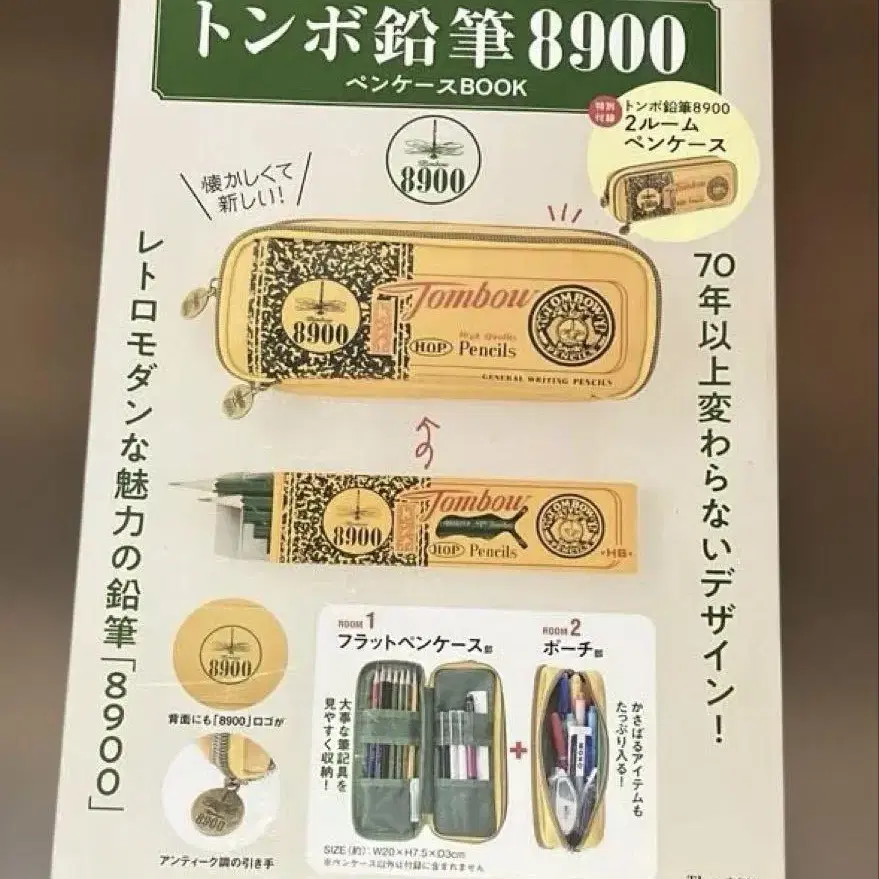 トンボ鉛筆8900
ペンケースBOOK
特別
付録
トンボ鉛筆8900
2ルーム
ペンケース
8900
懐かしくて
新しい！
レトロモダンな魅力の鉛筆「8900」
70年以上変わらないデザイン！
8900
Tombow
High Quality
HOP Pencils
TOMBOW
PENCILS
GENERAL WRITING PENCILS
8900
Tombow
HOP Pencils
HB
8900
背面にも「8900」ロゴが
8900
アンティーク調の引き手
ROOM 1
フラットペンケース部
大事な筆記具を
見やすく収納！
ROOM 2
ポーチ部
かさばるアイテムも
たっぷり入る！
SIZE（約）：W20×H7.5×D3cm
※ペンケース以外は付録に含まれません